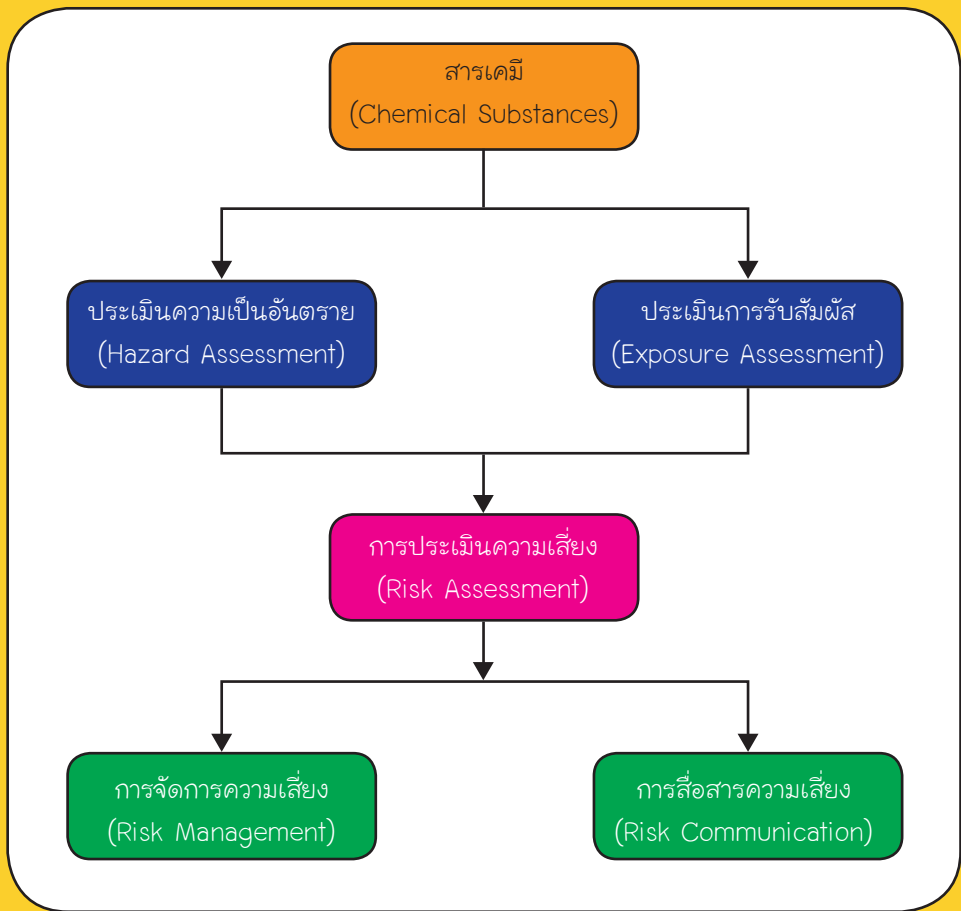 สารเคมี
(Chemical Substances)
ประเมินความเป็นอันตราย
(Hazard Assessment)
ประเมินการรับสัมผัส
(Exposure Assessment)
การประเมินความเสี่ยง
(Risk Assessment)
การจัดการความเสี่ยง
(Risk Management)
การสื่อสารความเสี่ยง
(Risk Communication)